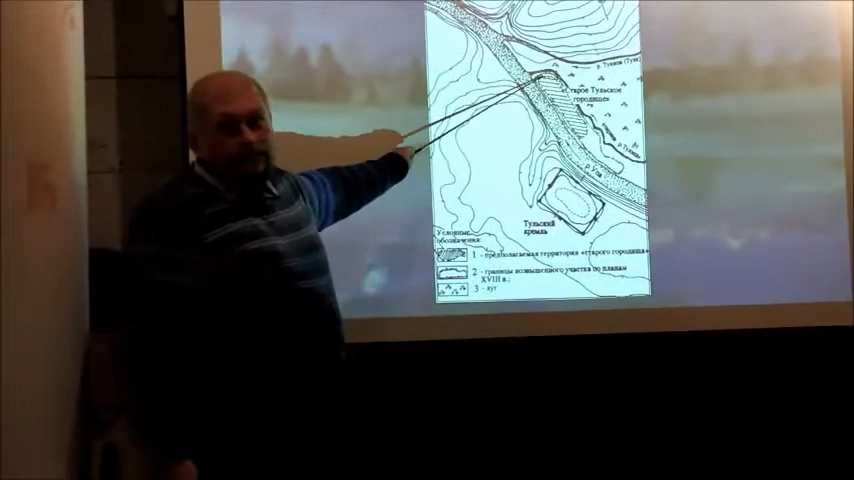 р.Тулица (Тула)
«Старое Тульское
городище»
р.Тулица
р.Упа
Тульский
кремль
Условные
обозначения:
1 - предполагаемая территория «старого городища»
2 - границы возвышенного участка по планам
XVIII в.;
3 - луг